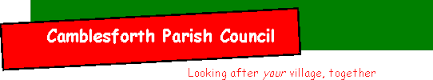 Camblesforth Parish Council
Looking after your village, together